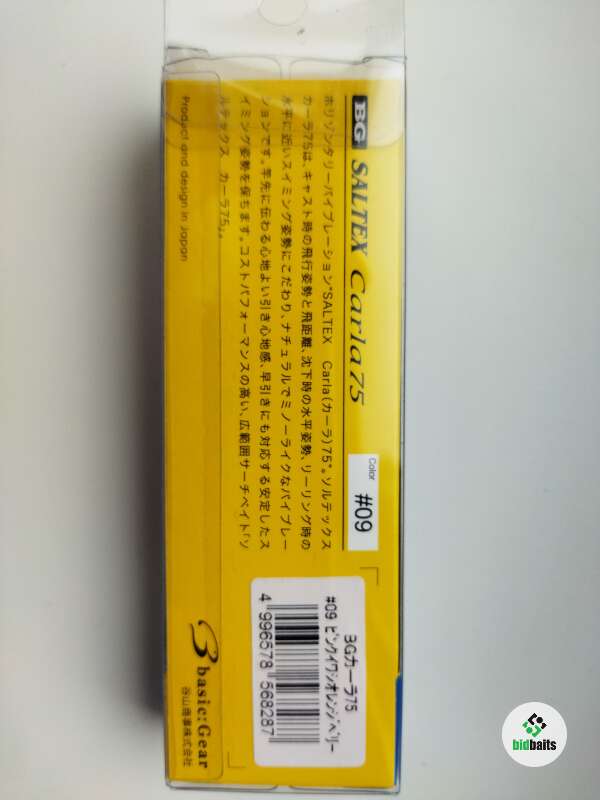 BG SALTEX Carla75
Color #09
ホリゾンタリーバイブレーション"SALTEX Carla(カーラ)75"。ソルテックス
カーラ75は、キャスト時の飛行姿勢と飛距離、沈下時の水平姿勢、リーリング時の
水平に近いスイミング姿勢にこだわり、ナチュラルでミノーライクなバイブレー
ションです。竿先に伝わる心地よい引き心地感、早引きにも対応する安定したス
イミング姿勢を保ちます。コストパフォーマンスの高い、広範囲サーチベイト「ソ
ルテックス カーラ75」。
Product and design in Japan
BGカーラ75
#09 ピンクイワシオレンジベリー
4 996578 568287
basic:Gear
谷山商事株式会社
bidbaits